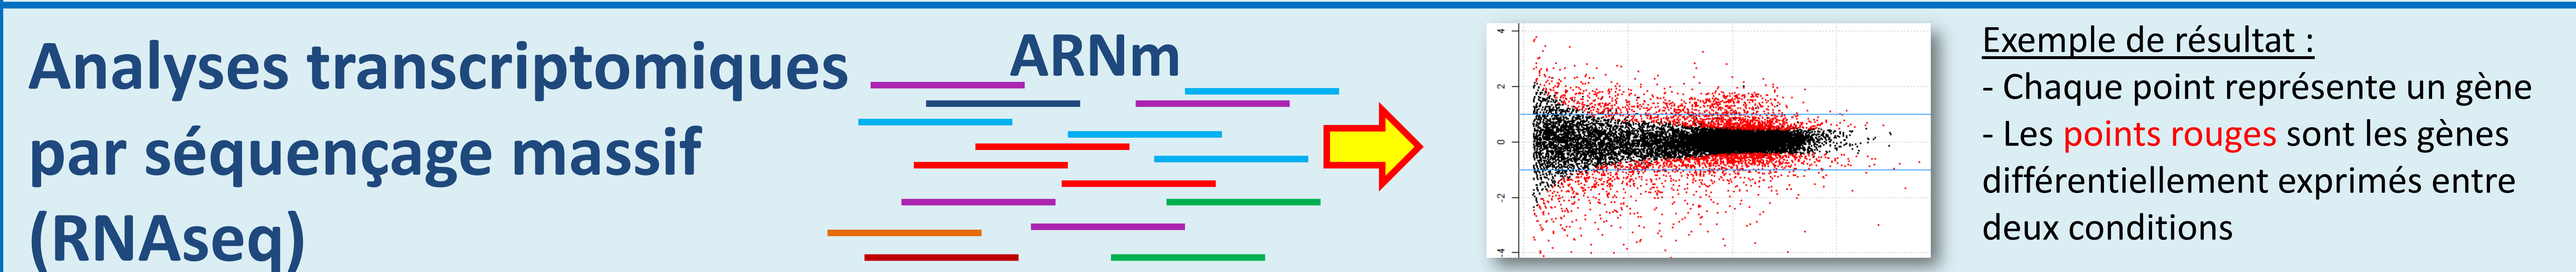 Analyses transcriptomiques
par séquençage massif
(RNAseq)
ARNm
4
2
0
-2
-4
Exemple de résultat :
- Chaque point représente un gène
- Les points rouges sont les gènes
différentiellement exprimés entre
deux conditions